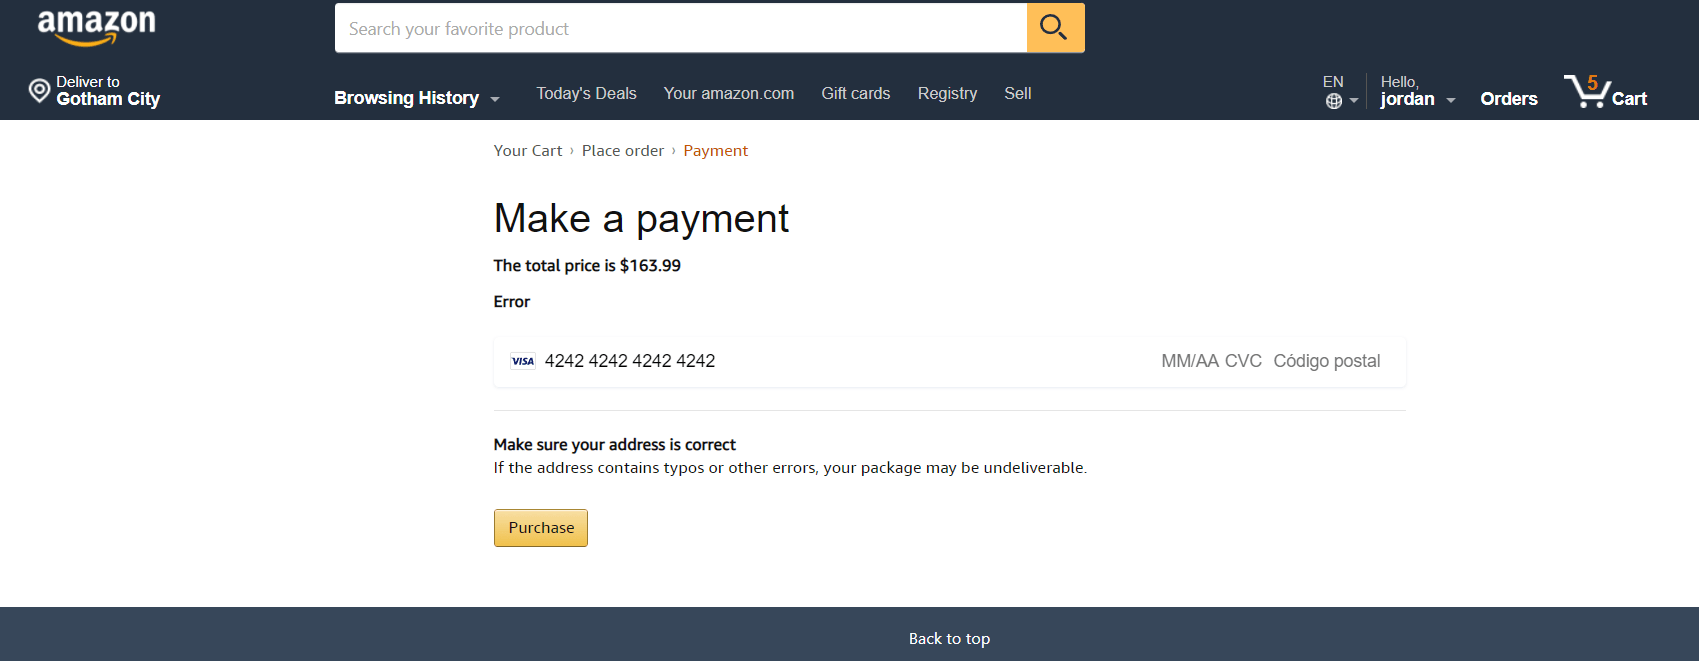 amazon
Search your favorite product
Deliver to
Gotham City
Browsing History
Today's Deals
Your amazon.com
Gift cards
Registry
Sell
EN
Hello,
jordan
Orders
5
Cart
Your Cart › Place order › Payment
Make a payment
The total price is $163.99
Error
VISA 4242 4242 4242 4242 MM/AA CVC Código postal
Make sure your address is correct
If the address contains typos or other errors, your package may be undeliverable.
Purchase
Back to top